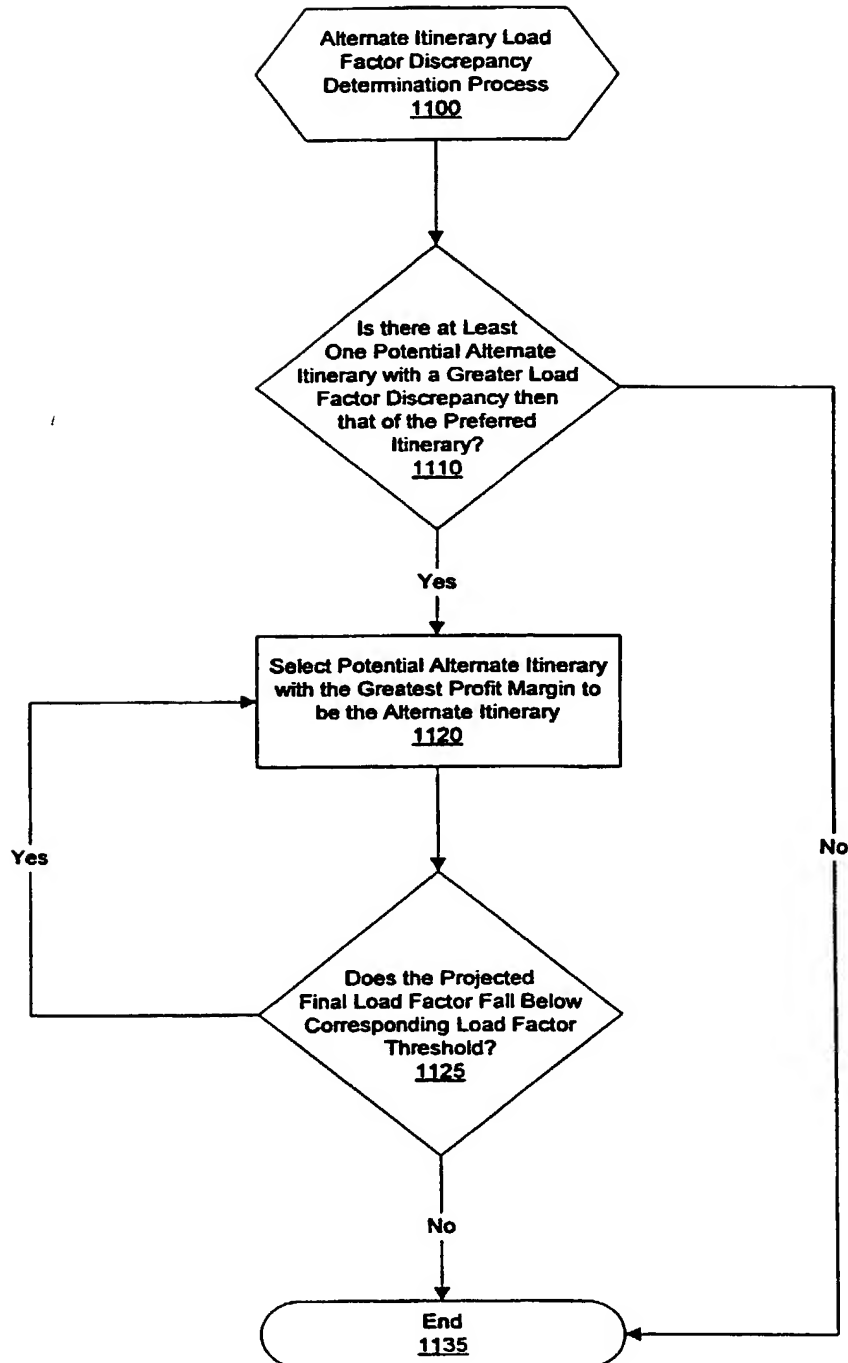 Alternate Itinerary Load
Factor Discrepancy
Determination Process
1100
Is there at Least
One Potential Alternate
Itinerary with a Greater Load
Factor Discrepancy then
that of the Preferred
Itinerary?
1110
Yes
Select Potential Alternate Itinerary
with the Greatest Profit Margin to
be the Alternate Itinerary
1120
Yes
No
Does the Projected
Final Load Factor Fall Below
Corresponding Load Factor
Threshold?
1125
No
End
1135